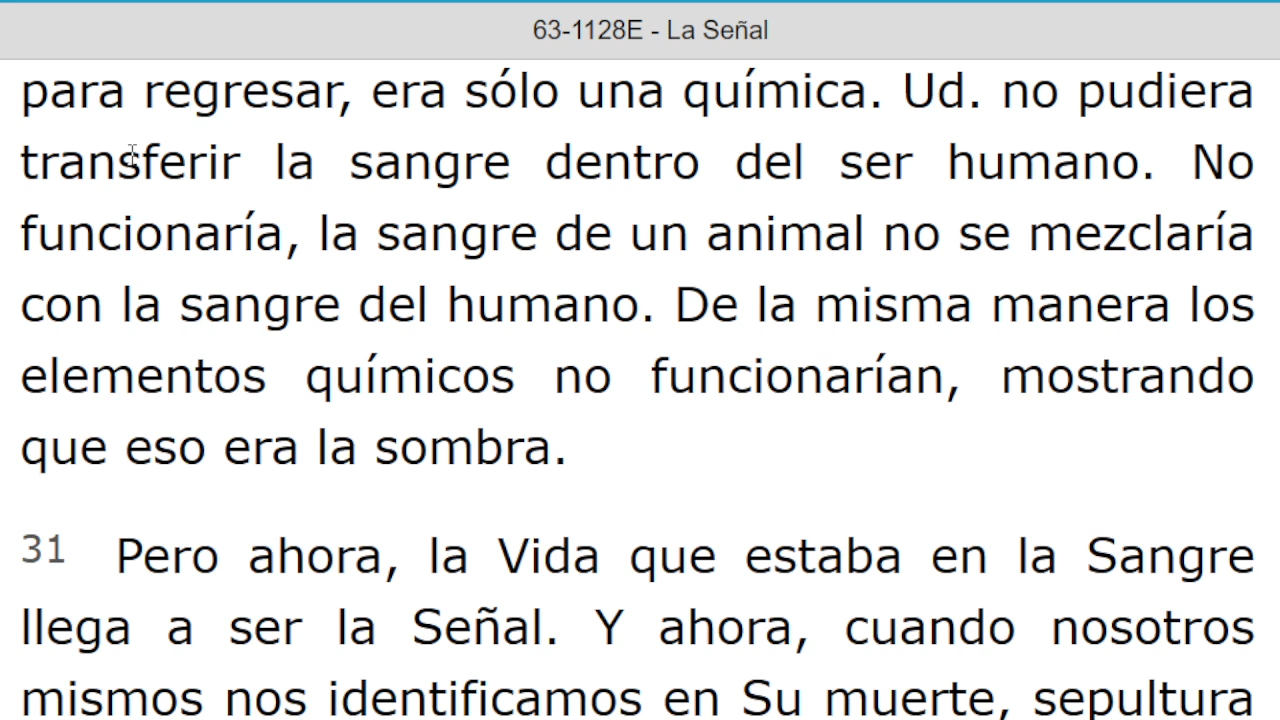 63-1128E - La Señal
para regresar, era sólo una química. Ud. no pudiera
transferir la sangre dentro del ser humano. No
funcionaría, la sangre de un animal no se mezclaría
con la sangre del humano. De la misma manera los
elementos químicos no funcionarían, mostrando
que eso era la sombra.
31 Pero ahora, la Vida que estaba en la Sangre
llega a ser la Señal. Y ahora, cuando nosotros
mismos nos identificamos en Su muerte, sepultura